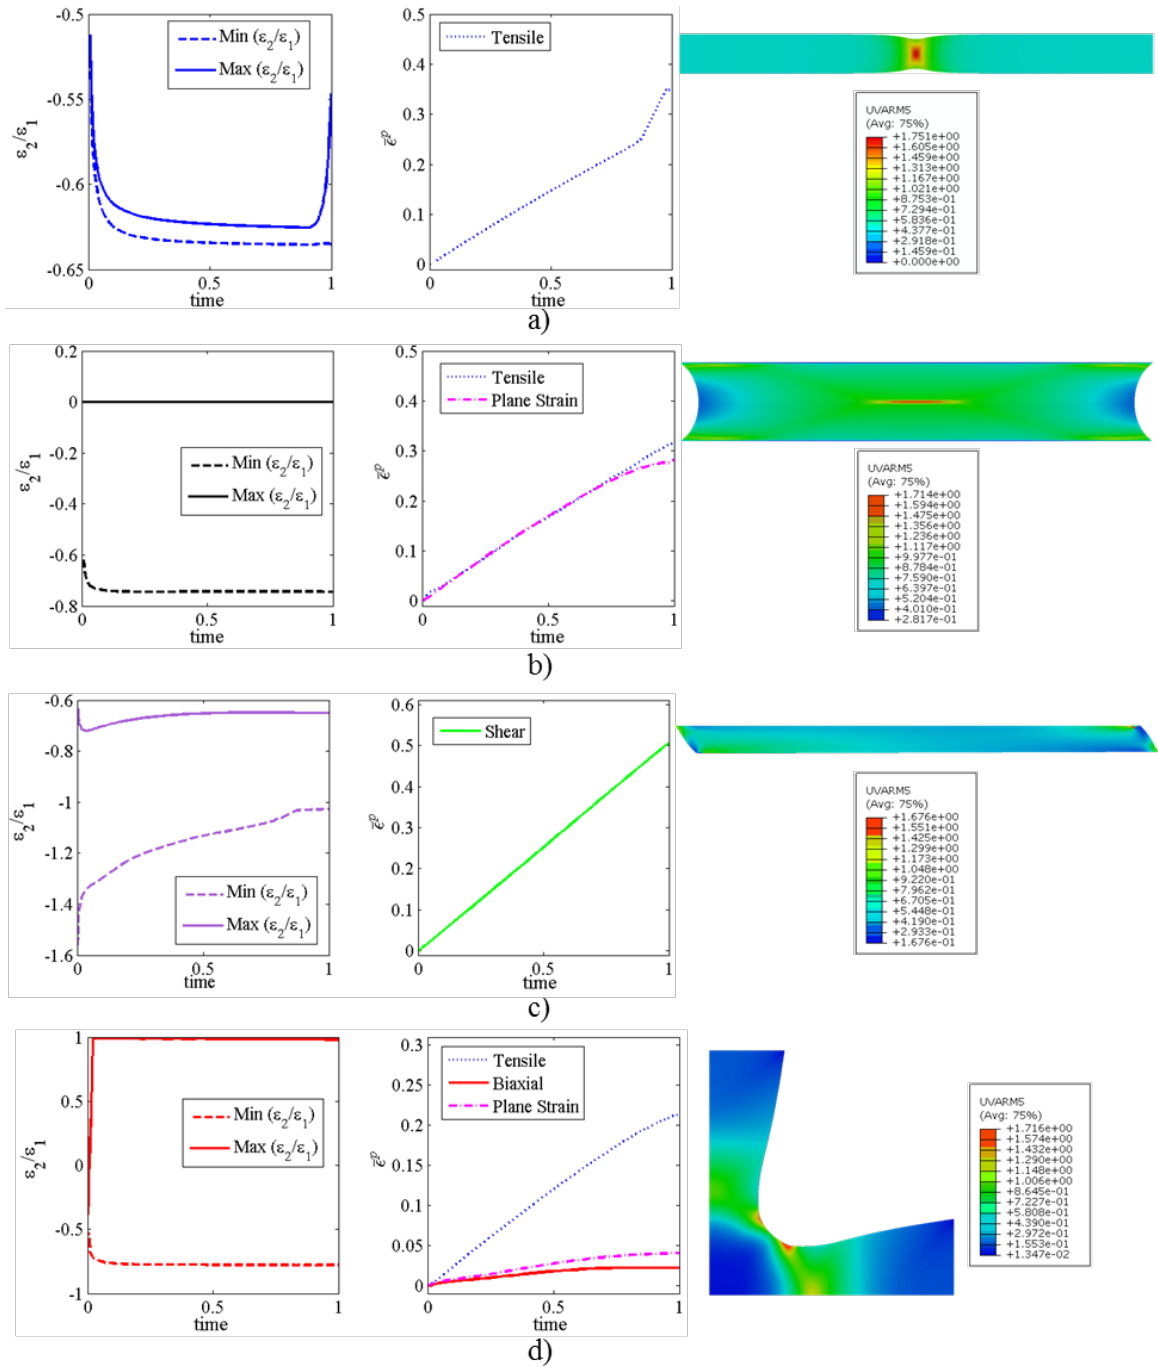 -0.5
-0.55
-0.6
-0.65
0
0.5
1
ε2/ε1
time
Min (ε2/ε1)
Max (ε2/ε1)
0.5
0.4
0.3
0.2
0.1
0
0
0.5
1
ε̄p
time
Tensile
UVARM5
(Avg: 75%)
+1.751e+00
+1.605e+00
+1.459e+00
+1.313e+00
+1.167e+00
+1.021e+00
+8.753e-01
+7.294e-01
+5.836e-01
+4.377e-01
+2.918e-01
+1.459e-01
+0.000e+00
a)
0.2
0
-0.2
-0.4
-0.6
-0.8
0
0.5
1
ε2/ε1
time
Min (ε2/ε1)
Max (ε2/ε1)
0.5
0.4
0.3
0.2
0.1
0
0
0.5
1
ε̄p
time
Tensile
Plane Strain
UVARM5
(Avg: 75%)
+1.714e+00
+1.594e+00
+1.475e+00
+1.356e+00
+1.236e+00
+1.117e+00
+9.977e-01
+8.784e-01
+7.590e-01
+6.397e-01
+5.204e-01
+4.010e-01
+2.817e-01
b)
-0.6
-0.8
-1
-1.2
-1.4
-1.6
0
0.5
1
ε2/ε1
time
Min (ε2/ε1)
Max (ε2/ε1)
0.6
0.5
0.4
0.3
0.2
0.1
0
0
0.5
1
ε̄p
time
Shear
UVARM5
(Avg: 75%)
+1.676e+00
+1.551e+00
+1.425e+00
+1.299e+00
+1.173e+00
+1.048e+00
+9.220e-01
+7.962e-01
+6.705e-01
+5.448e-01
+4.190e-01
+2.933e-01
+1.676e-01
c)
1
0.5
0
-0.5
-1
0
0.5
1
ε2/ε1
time
Min (ε2/ε1)
Max (ε2/ε1)
0.3
0.25
0.2
0.15
0.1
0.05
0
0
0.5
1
ε̄p
time
Tensile
Biaxial
Plane Strain
UVARM5
(Avg: 75%)
+1.716e+00
+1.574e+00
+1.432e+00
+1.290e+00
+1.148e+00
+1.006e+00
+8.645e-01
+7.227e-01
+5.808e-01
+4.390e-01
+2.972e-01
+1.553e-01
+1.347e-02
d)